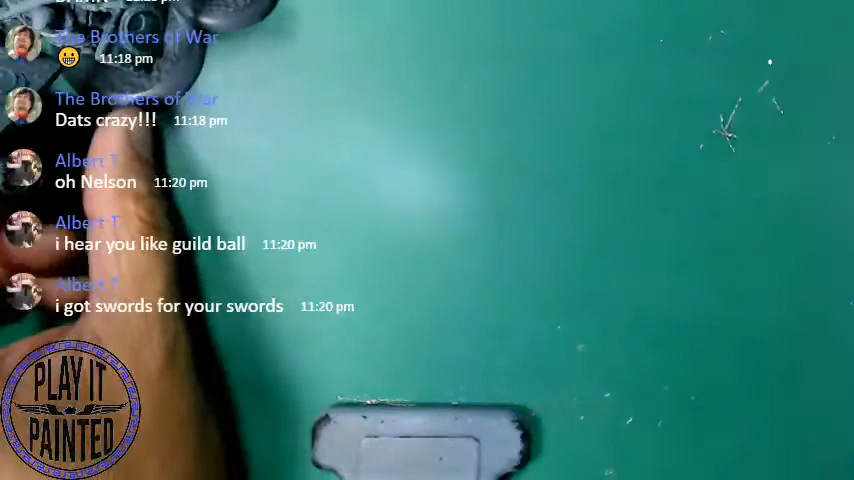 The Brothers of War
😀 11:18 pm
The Brothers of War
Dats crazy!!! 11:18 pm
Albert T
oh Nelson 11:20 pm
Albert T
i hear you like guild ball 11:20 pm
Albert T
i got swords for your swords 11:20 pm
PLAY IT
PAINTED